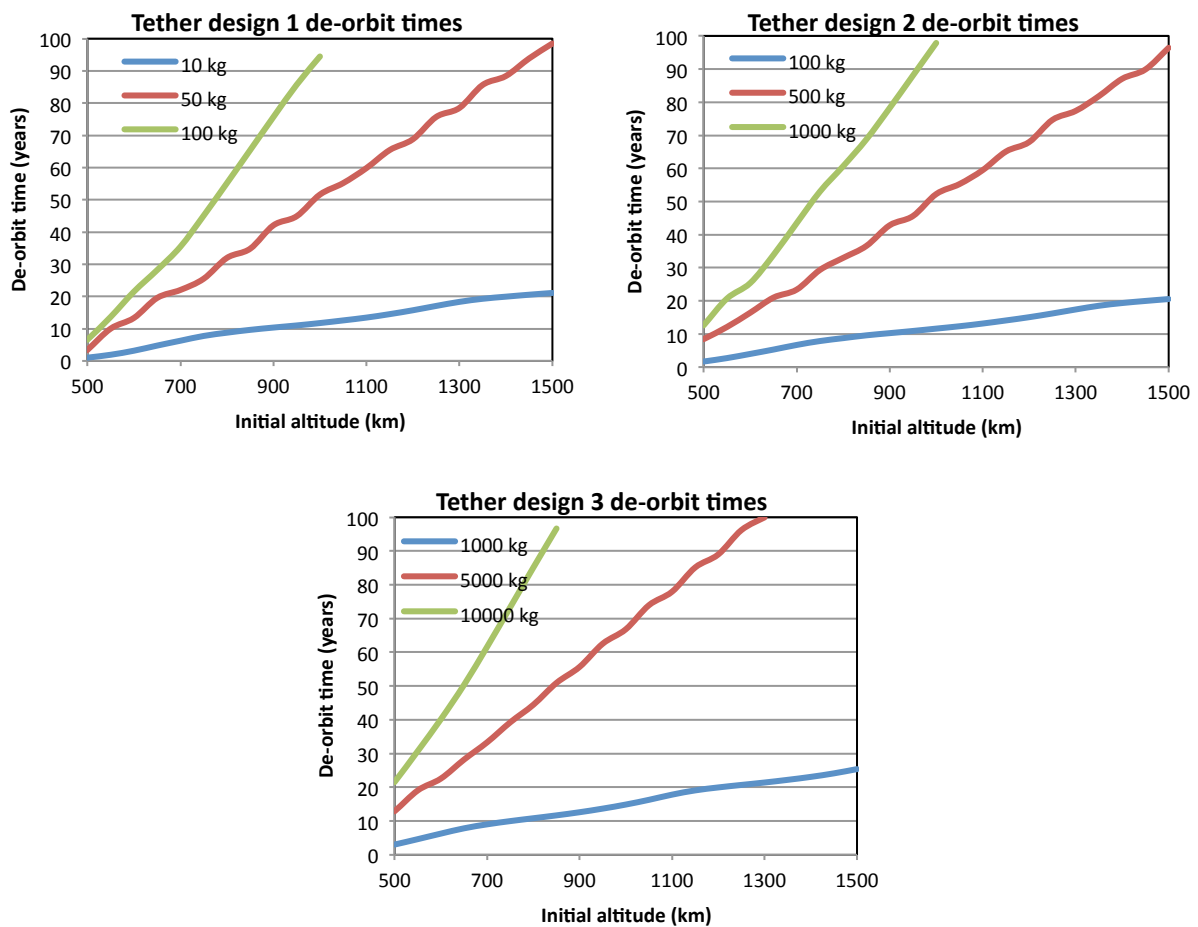 Tether design 1 de-orbit times
100
90
80
70
60
50
40
30
20
10
0
10 kg
50 kg
100 kg
De-orbit time (years)
500 700 900 1100 1300 1500
Initial altitude (km)
Tether design 2 de-orbit times
100
90
80
70
60
50
40
30
20
10
0
100 kg
500 kg
1000 kg
De-orbit time (years)
500 700 900 1100 1300 1500
Initial altitude (km)
Tether design 3 de-orbit times
100
90
80
70
60
50
40
30
20
10
0
1000 kg
5000 kg
10000 kg
De-orbit time (years)
500 700 900 1100 1300 1500
Initial altitude (km)